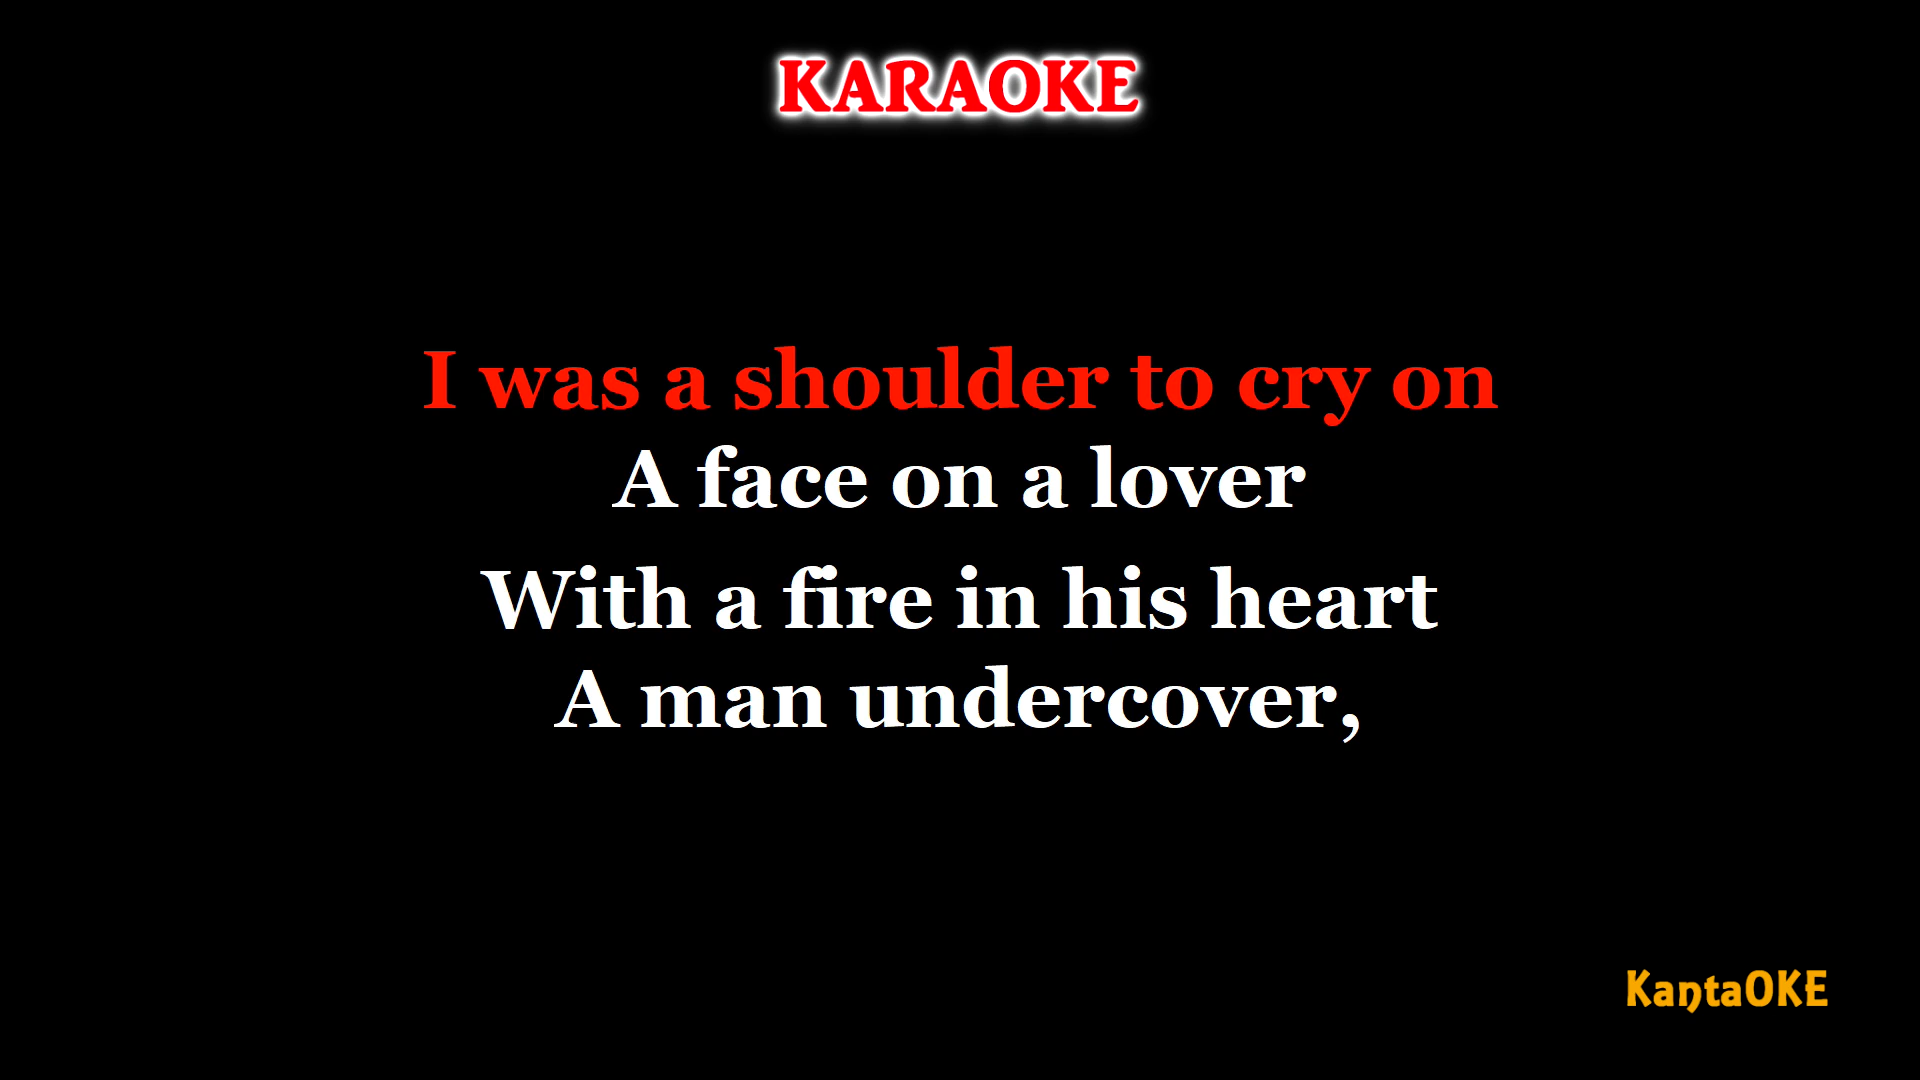 KARAOKE
I was a shoulder to cry on
A face on a lover
With a fire in his heart
A man undercover,
KantaOKE